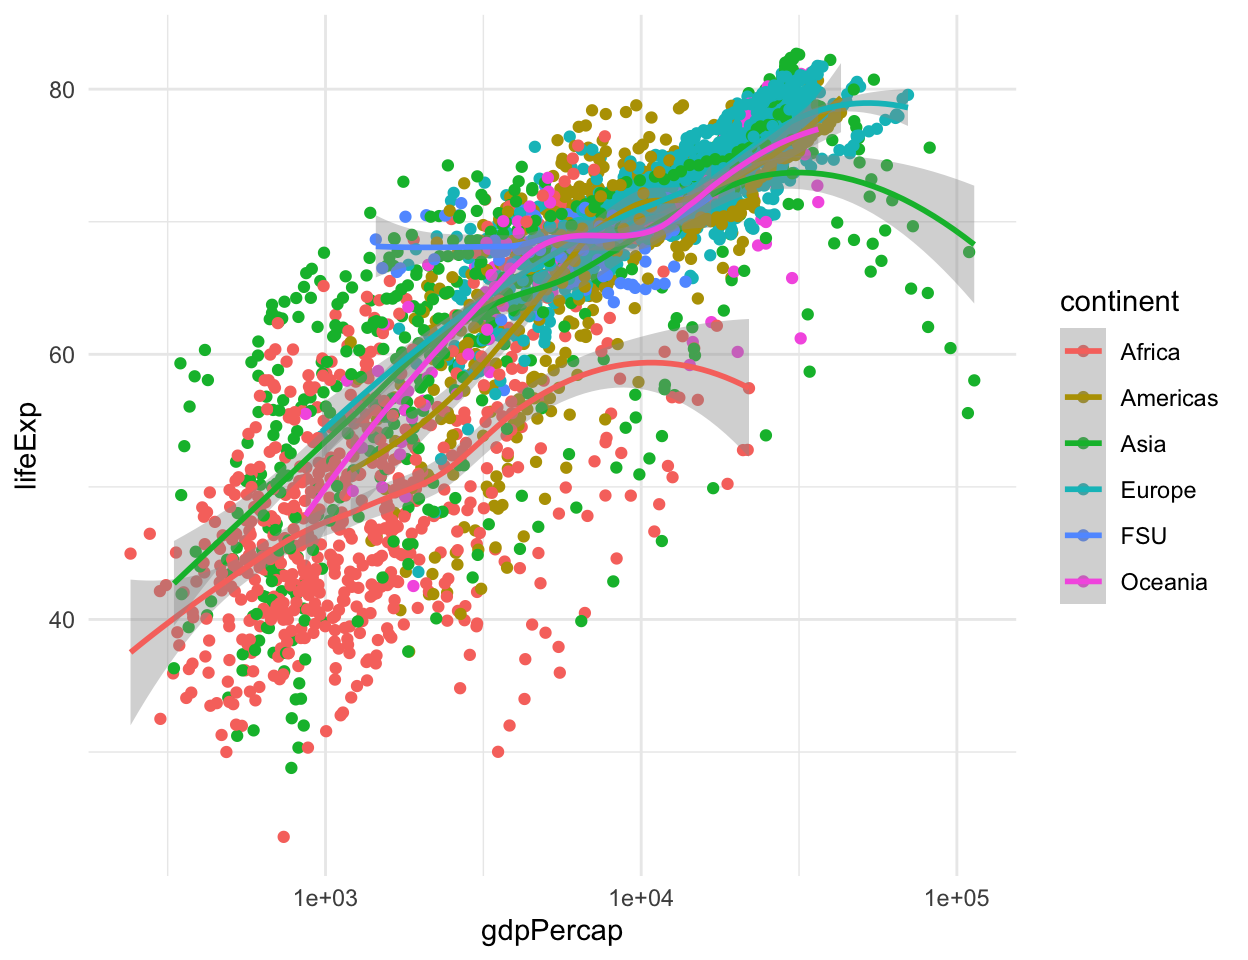 80
60
40
lifeExp
1e+03
1e+04
1e+05
gdpPercap
continent
Africa
Americas
Asia
Europe
FSU
Oceania